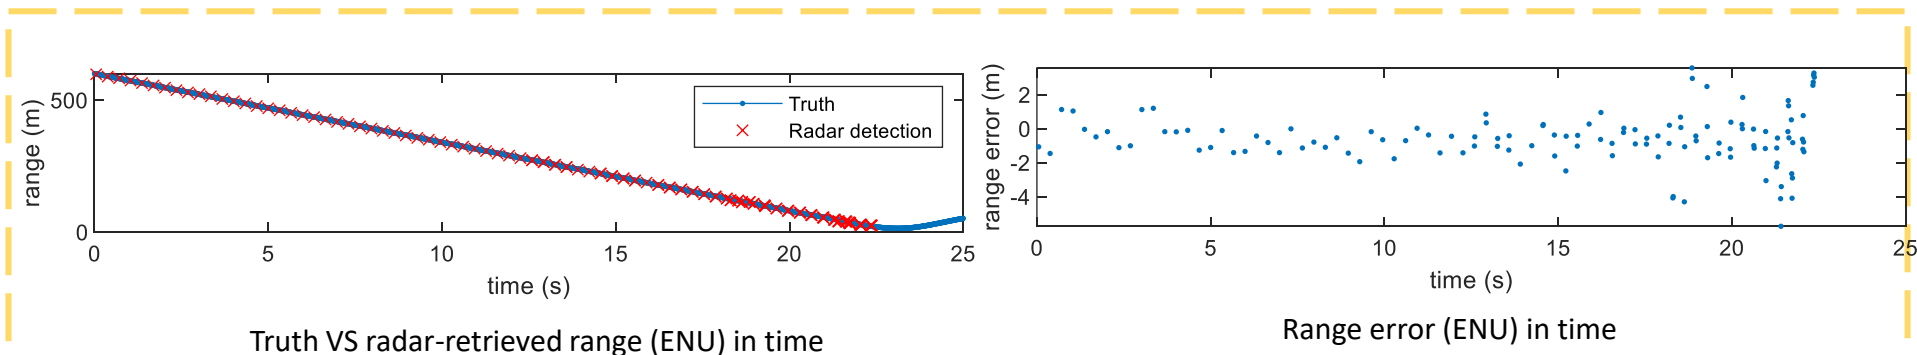 500
0
range (m)
0 5 10 15 20 25
time (s)
Truth
Radar detection
Truth VS radar-retrieved range (ENU) in time
2
0
-2
-4
range error (m)
0 5 10 15 20 25
time (s)
Range error (ENU) in time